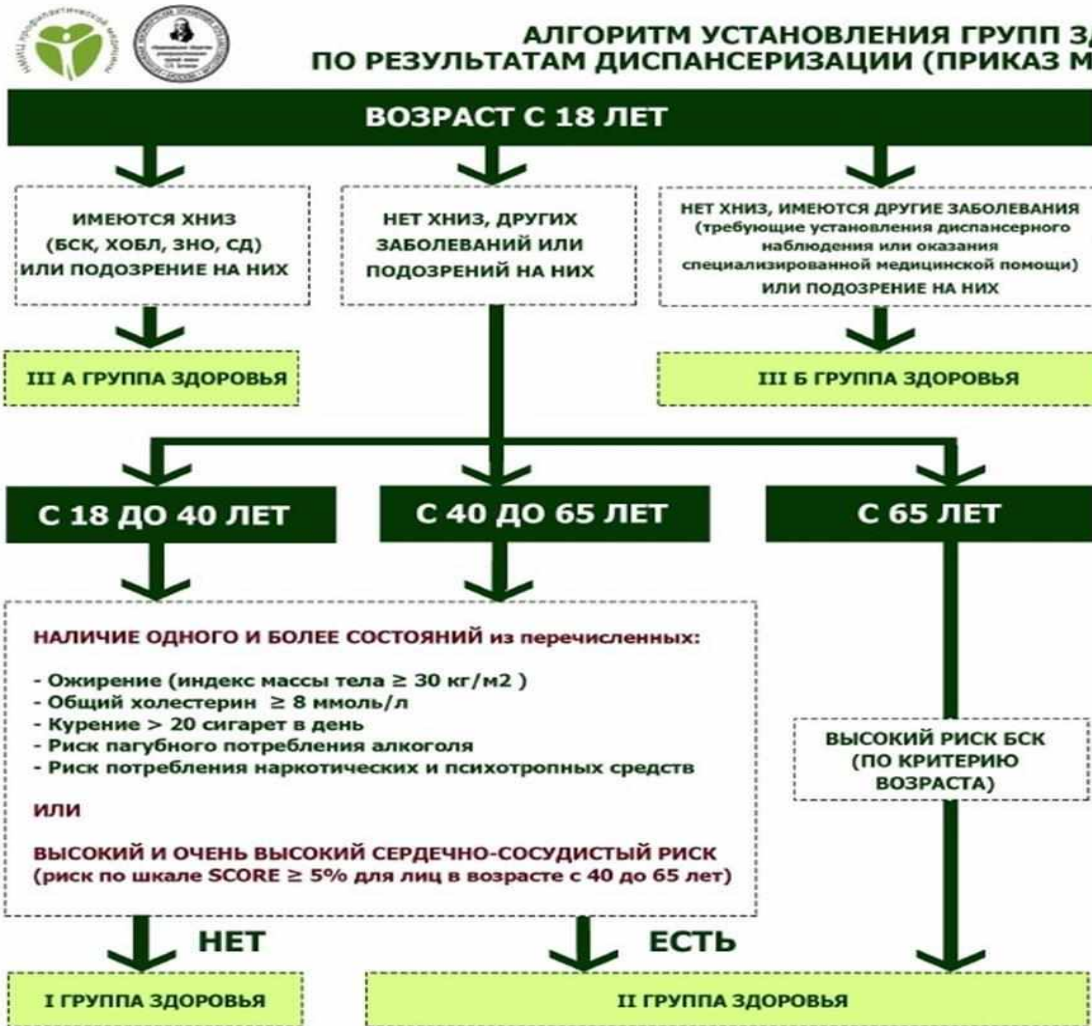 НМИЦ профилактической медицины
АЛГОРИТМ УСТАНОВЛЕНИЯ ГРУПП
ПО РЕЗУЛЬТАТАМ ДИСПАНСЕРИЗАЦИИ (ПРИКАЗ
ВОЗРАСТ С 18 ЛЕТ
ИМЕЮТСЯ ХНИЗ
(БСК, ХОБЛ, ЗНО, СД)
ИЛИ ПОДОЗРЕНИЕ НА НИХ
НЕТ ХНИЗ, ДРУГИХ
ЗАБОЛЕВАНИЙ ИЛИ
ПОДОЗРЕНИЙ НА НИХ
НЕТ ХНИЗ, ИМЕЮТСЯ ДРУГИЕ ЗАБОЛЕВАНИЯ
(требующие установления диспансерного
наблюдения или оказания
специализированной медицинской помощи)
ИЛИ ПОДОЗРЕНИЕ НА НИХ
III А ГРУППА ЗДОРОВЬЯ
III Б ГРУППА ЗДОРОВЬЯ
С 18 ДО 40 ЛЕТ
С 40 ДО 65 ЛЕТ
С 65 ЛЕТ
НАЛИЧИЕ ОДНОГО И БОЛЕЕ СОСТОЯНИЙ из перечисленных:
- Ожирение (индекс массы тела ≥ 30 кг/м2 )
- Общий холестерин ≥ 8 ммоль/л
- Курение > 20 сигарет в день
- Риск пагубного потребления алкоголя
- Риск потребления наркотических и психотропных средств
ИЛИ
ВЫСОКИЙ И ОЧЕНЬ ВЫСОКИЙ СЕРДЕЧНО-СОСУДИСТЫЙ РИСК
(риск по шкале SCORE ≥ 5% для лиц в возрасте с 40 до 65 лет)
ВЫСОКИЙ РИСК БСК
(ПО КРИТЕРИЮ
ВОЗРАСТА)
НЕТ
ЕСТЬ
I ГРУППА ЗДОРОВЬЯ
II ГРУППА ЗДОРОВЬЯ